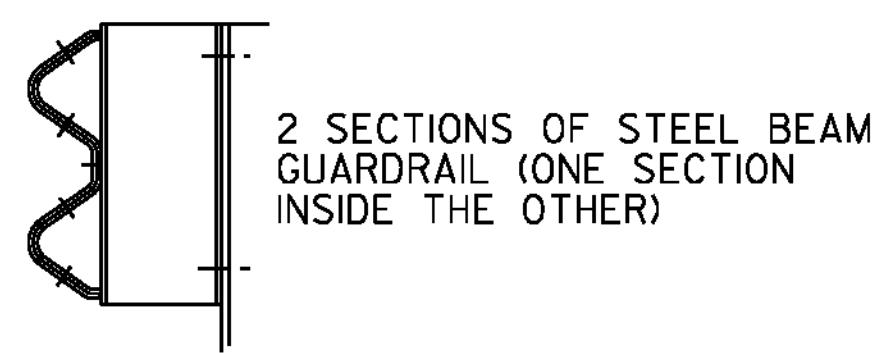 2 SECTIONS OF STEEL BEAM
GUARDRAIL (ONE SECTION
INSIDE THE OTHER)